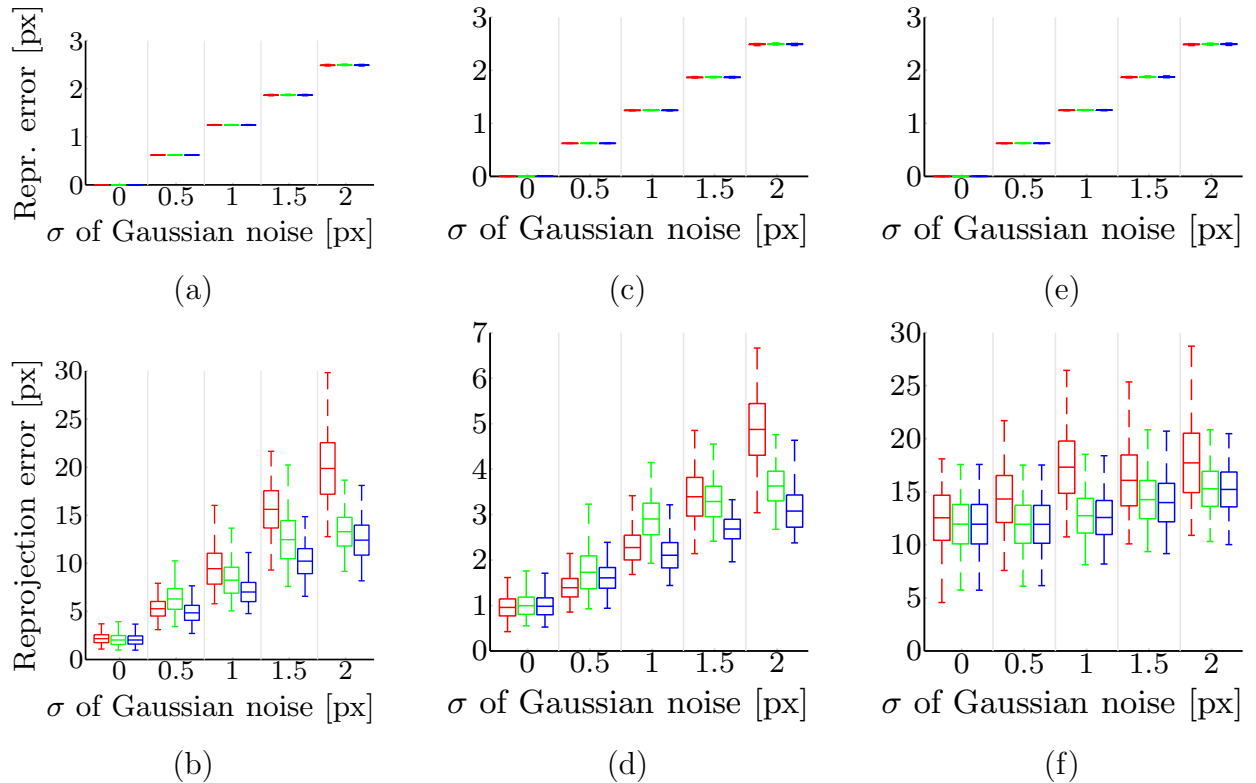 Repr. error [px]
3
2
1
0
0 0.5 1 1.5 2
σ of Gaussian noise [px]
(a)
3
2
1
0
0 0.5 1 1.5 2
σ of Gaussian noise [px]
(c)
3
2
1
0
0 0.5 1 1.5 2
σ of Gaussian noise [px]
(e)
Reprojection error [px]
30
25
20
15
10
5
0
0 0.5 1 1.5 2
σ of Gaussian noise [px]
(b)
7
6
5
4
3
2
1
0
0 0.5 1 1.5 2
σ of Gaussian noise [px]
(d)
30
25
20
15
10
5
0
0 0.5 1 1.5 2
σ of Gaussian noise [px]
(f)